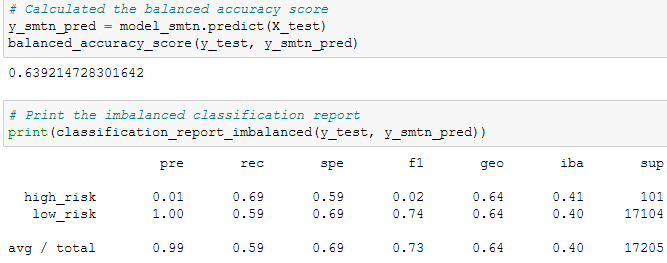 # Calculated the balanced accuracy score
y_smtn_pred = model_smtn.predict(X_test)
balanced_accuracy_score(y_test, y_smtn_pred)
0.639214728301642
# Print the imbalanced classification report
print(classification_report_imbalanced(y_test, y_smtn_pred))
pre rec spe f1 geo iba sup
high_risk 0.01 0.69 0.59 0.02 0.64 0.41 101
low_risk 1.00 0.59 0.69 0.74 0.64 0.40 17104
avg / total 0.99 0.59 0.69 0.73 0.64 0.40 17205